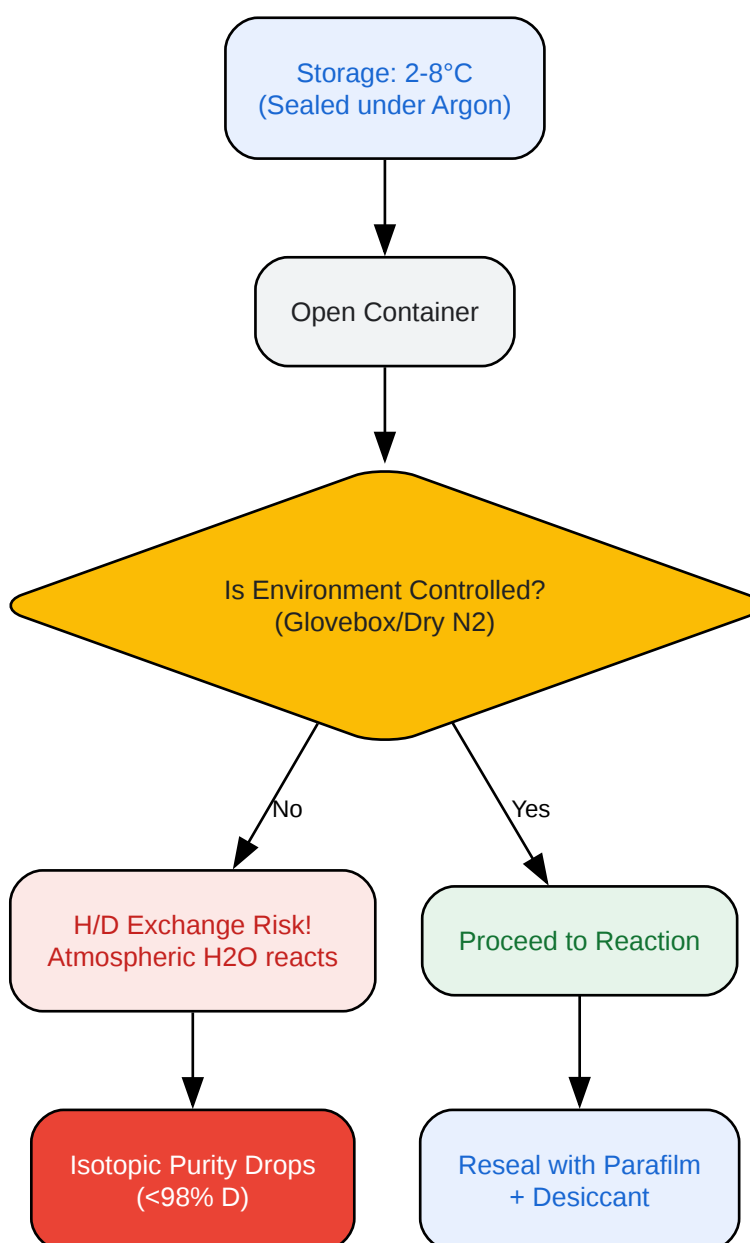 Storage: 2-8°C
(Sealed under Argon)
Open Container
Is Environment Controlled?
(Glovebox/Dry N2)
No
Yes
H/D Exchange Risk!
Atmospheric H2O reacts
Proceed to Reaction
Isotopic Purity Drops
(<98% D)
Reseal with Parafilm
+ Desiccant